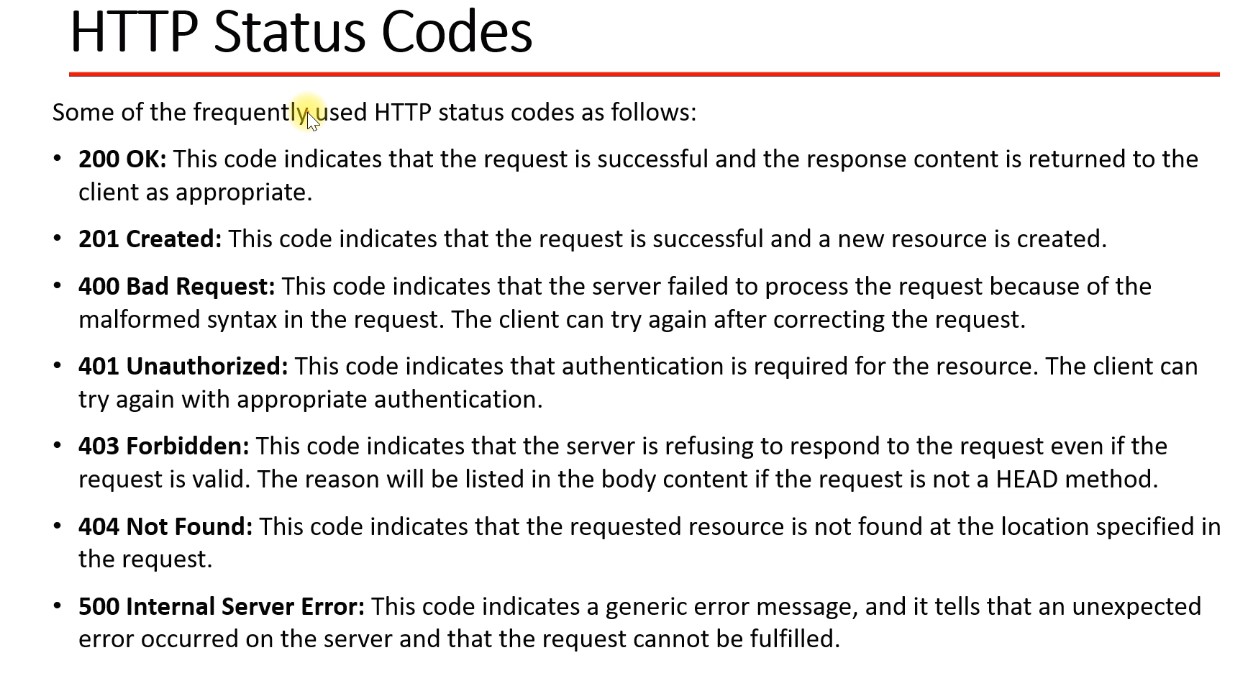 HTTP Status Codes
Some of the frequently used HTTP status codes as follows:
• 200 OK: This code indicates that the request is successful and the response content is returned to the
client as appropriate.
• 201 Created: This code indicates that the request is successful and a new resource is created.
• 400 Bad Request: This code indicates that the server failed to process the request because of the
malformed syntax in the request. The client can try again after correcting the request.
• 401 Unauthorized: This code indicates that authentication is required for the resource. The client can
try again with appropriate authentication.
• 403 Forbidden: This code indicates that the server is refusing to respond to the request even if the
request is valid. The reason will be listed in the body content if the request is not a HEAD method.
• 404 Not Found: This code indicates that the requested resource is not found at the location specified in
the request.
• 500 Internal Server Error: This code indicates a generic error message, and it tells that an unexpected
error occurred on the server and that the request cannot be fulfilled.